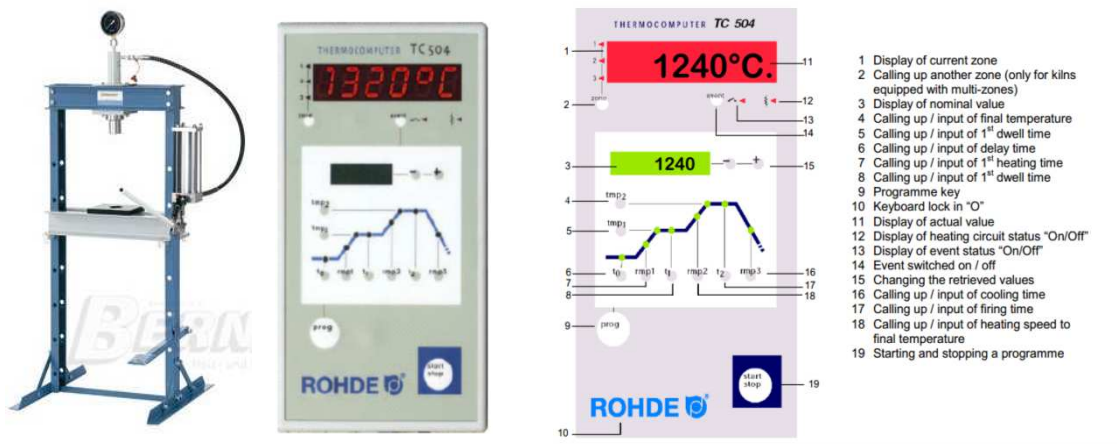 BERN
THERMOCOMPUTER TC504
1
2
3
1320°C
zone
event
- +
tmp2
tmp1
t0 rmp1 t1 rmp3 t2 rmp3
prog
start
stop
ROHDE
THERMOCOMPUTER TC 504
1
2
3
1240°C.
zone
event
1240
- +
tmp2
tmp1
t0 rmp1 t1 rmp2 t2 rmp3
prog
start
stop
ROHDE
1
2
3
4
5
6
7
8
9
10
11
12
13
14
15
16
17
18
19
1 Display of current zone
2 Calling up another zone (only for kilns
equipped with multi-zones)
3 Display of nominal value
4 Calling up / input of final temperature
5 Calling up / input of 1st dwell time
6 Calling up / input of delay time
7 Calling up / input of 1st heating time
8 Calling up / input of 1st dwell time
9 Programme key
10 Keyboard lock in “O”
11 Display of actual value
12 Display of heating circuit status “On/Off”
13 Display of event status “On/Off”
14 Event switched on / off
15 Changing the retrieved values
16 Calling up / input of cooling time
17 Calling up / input of firing time
18 Calling up / input of heating speed to
final temperature
19 Starting and stopping a programme